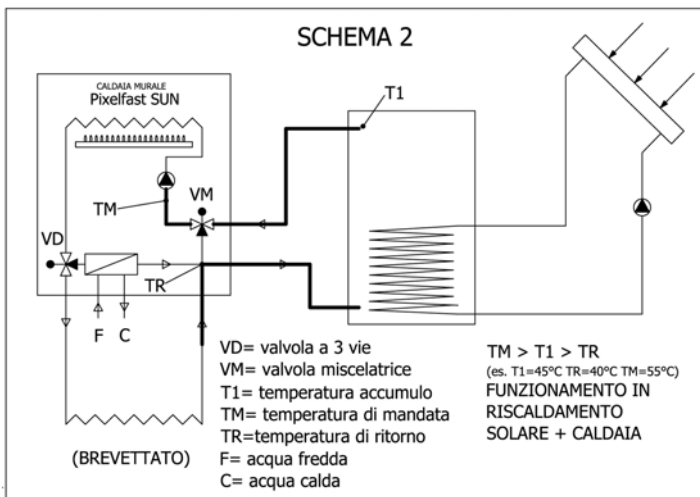 SCHEMA 2
CALDAIA MURALE
Pixelfast SUN
T1
TM
VM
VD
TR
F
C
VD= valvola a 3 vie
VM= valvola miscelatrice
T1= temperatura accumulo
TM= temperatura di mandata
TR=temperatura di ritorno
F= acqua fredda
C= acqua calda
(BREVETTATO)
TM > T1 > TR
(es. T1=45°C TR=40°C TM=55°C)
FUNZIONAMENTO IN
RISCALDAMENTO
SOLARE + CALDAIA